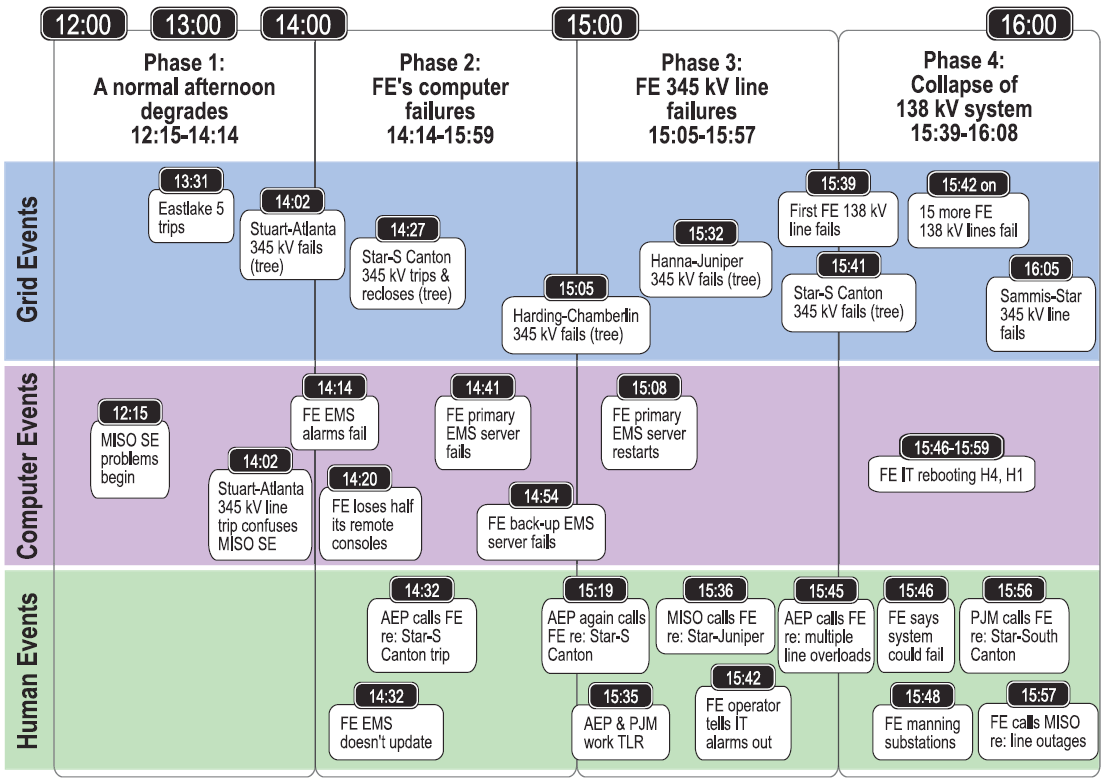 12:00
13:00
14:00
15:00
16:00
Phase 1:
A normal afternoon
degrades
12:15-14:14
Phase 2:
FE's computer
failures
14:14-15:59
Phase 3:
FE 345 kV line
failures
15:05-15:57
Phase 4:
Collapse of
138 kV system
15:39-16:08
Grid Events
13:31
Eastlake 5
trips
14:02
Stuart-Atlanta
345 kV fails
(tree)
14:27
Star-S Canton
345 kV trips &
recloses (tree)
15:05
Harding-Chamberlin
345 kV fails (tree)
15:32
Hanna-Juniper
345 kV fails (tree)
15:39
First FE 138 kV
line fails
15:41
Star-S Canton
345 kV fails (tree)
15:42 on
15 more FE
138 kV lines fail
16:05
Sammis-Star
345 kV line
fails
Computer Events
12:15
MISO SE
problems
begin
14:02
Stuart-Atlanta
345 kV line
trip confuses
MISO SE
14:14
FE EMS
alarms fail
14:20
FE loses half
its remote
consoles
14:41
FE primary
EMS server
fails
14:54
FE back-up EMS
server fails
15:08
FE primary
EMS server
restarts
15:46-15:59
FE IT rebooting H4, H1
Human Events
14:32
AEP calls FE
re: Star-S
Canton trip
14:32
FE EMS
doesn't update
15:19
AEP again calls
FE re: Star-S
Canton
15:35
AEP & PJM
work TLR
15:36
MISO calls FE
re: Star-Juniper
15:42
FE operator
tells IT
alarms out
15:45
AEP calls FE
re: multiple
line overloads
15:46
FE says
system
could fail
15:48
FE manning
substations
15:56
PJM calls FE
re: Star-South
Canton
15:57
FE calls MISO
re: line outages